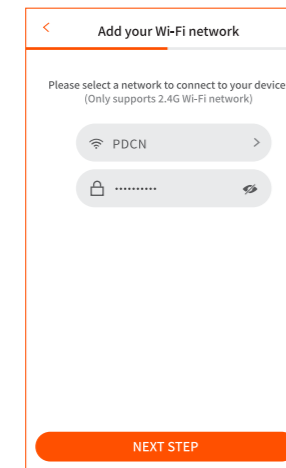 Add your Wi-Fi network
Please select a network to connect to your device
(Only supports 2.4G Wi-Fi network)
PDCN
··········
NEXT STEP